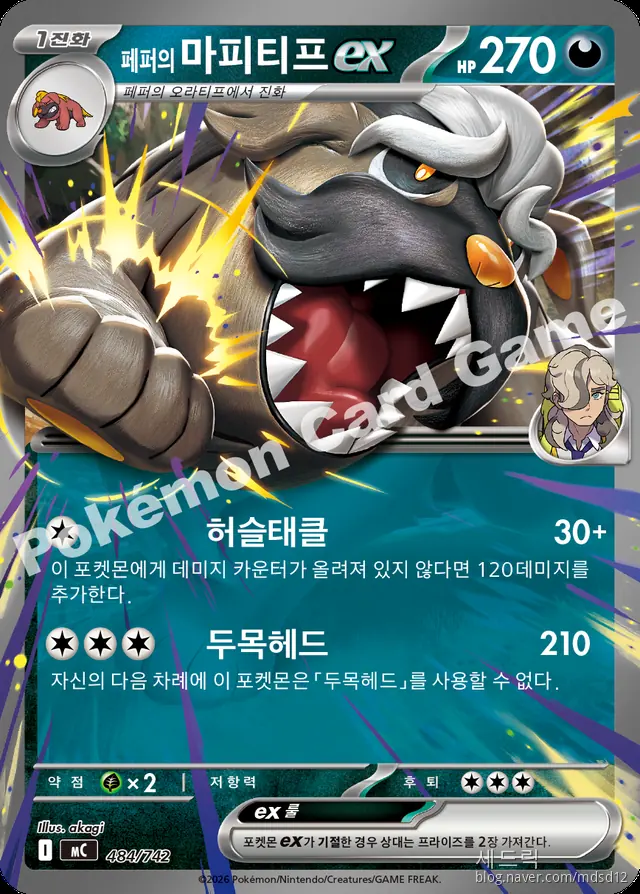 1진화
페퍼의 마피티프 ex HP 270
페퍼의 오라티프에서 진화
Pokémon Card Game
허슬태클 30+
이 포켓몬에게 데미지 카운터가 올려져 있지 않다면 120데미지를
추가한다.
두목헤드 210
자신의 다음 차례에 이 포켓몬은 「두목헤드」를 사용할 수 없다.
약점 ×2 저항력 후퇴
ex 룰
포켓몬 ex가 기절한 경우 상대는 프라이즈를 2장 가져간다.
Illus. akagi
I MC 484/742
©2026 Pokémon/Nintendo/Creatures/GAME FREAK.
세드릭
blog.naver.com/mdsd12